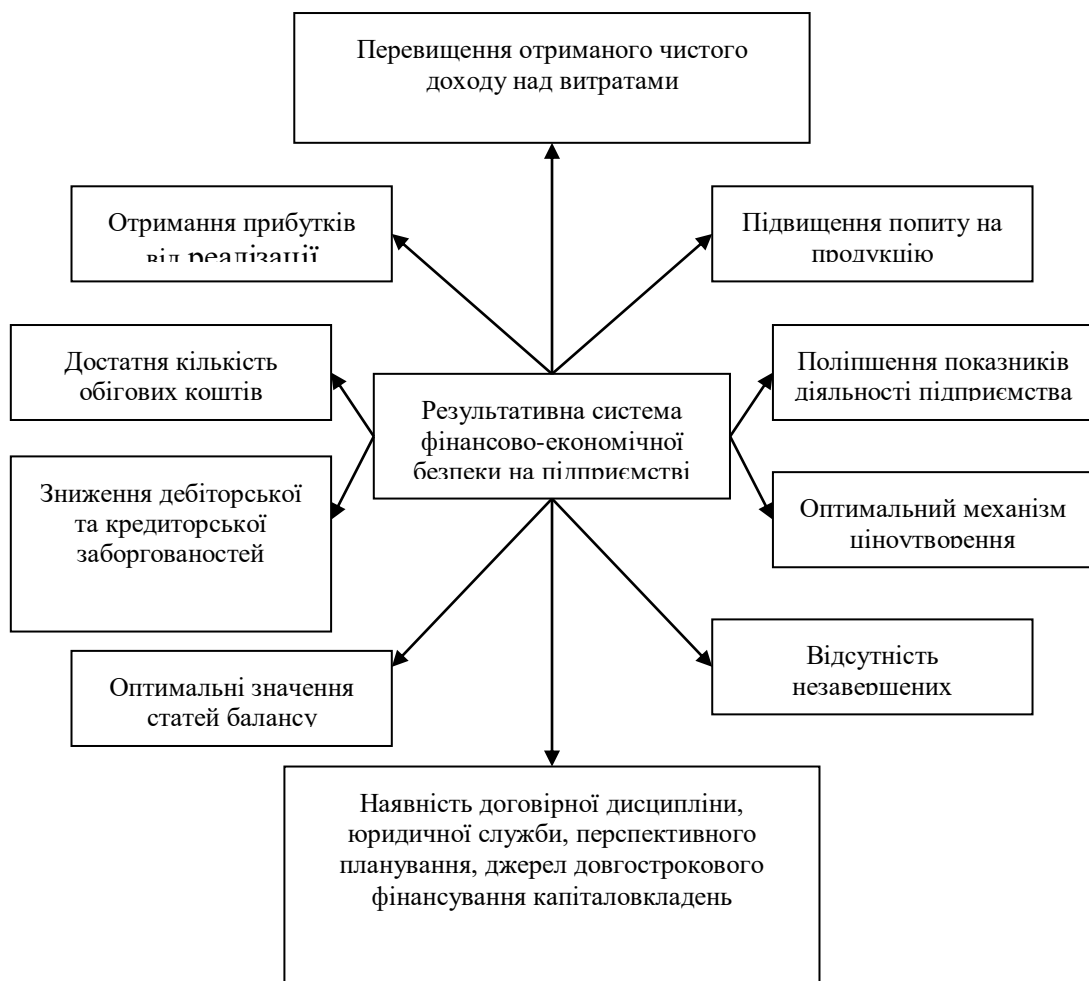 Перевищення отриманого чистого
доходу над витратами
Отримання прибутків
від реалізації
Підвищення попиту на
продукцію
Достатня кількість
обігових коштів
Поліпшення показників
діяльності підприємства
Результативна система
фінансово-економічної
безпеки на підприємстві
Зниження дебіторської
та кредиторської
заборгованостей
Оптимальний механізм
ціноутворення
Оптимальні значення
статей балансу
Відсутність
незавершених
Наявність договірної дисципліни,
юридичної служби, перспективного
планування, джерел довгострокового
фінансування капіталовкладень